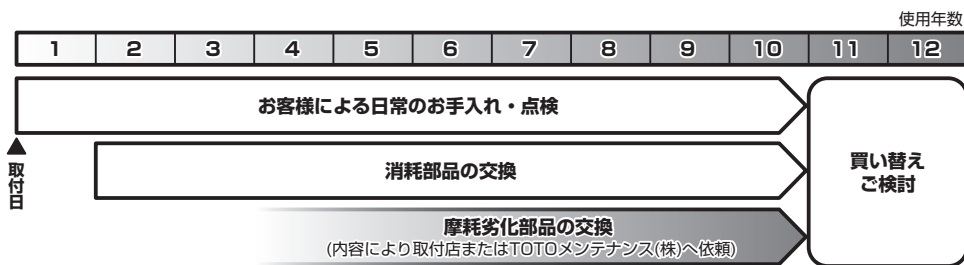 使用年数
1 2 3 4 5 6 7 8 9 10 11 12
お客様による日常のお手入れ・点検
取付日
消耗部品の交換
買い替え
ご検討
摩耗劣化部品の交換
(内容により取付店またはTOTOメンテナンス(株)へ依頼)